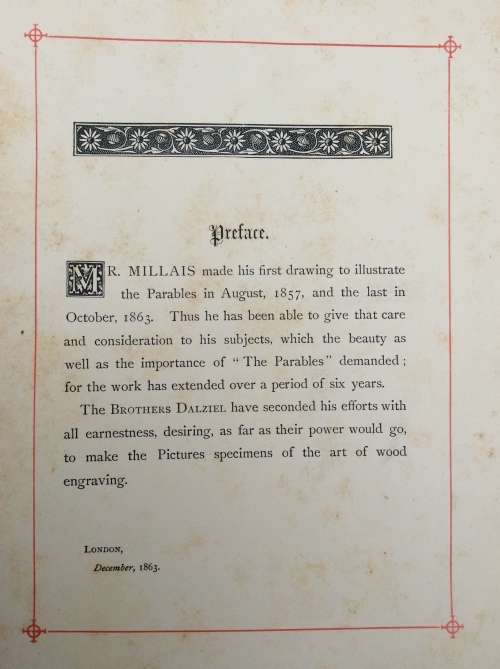 Preface.
MR. MILLAIS made his first drawing to illustrate
the Parables in August, 1857, and the last in
October, 1863. Thus he has been able to give that care
and consideration to his subjects, which the beauty as
well as the importance of “The Parables” demanded;
for the work has extended over a period of six years.
The BROTHERS DALZIEL have seconded his efforts with
all earnestness, desiring, as far as their power would go,
to make the Pictures specimens of the art of wood
engraving.
LONDON,
December, 1863.